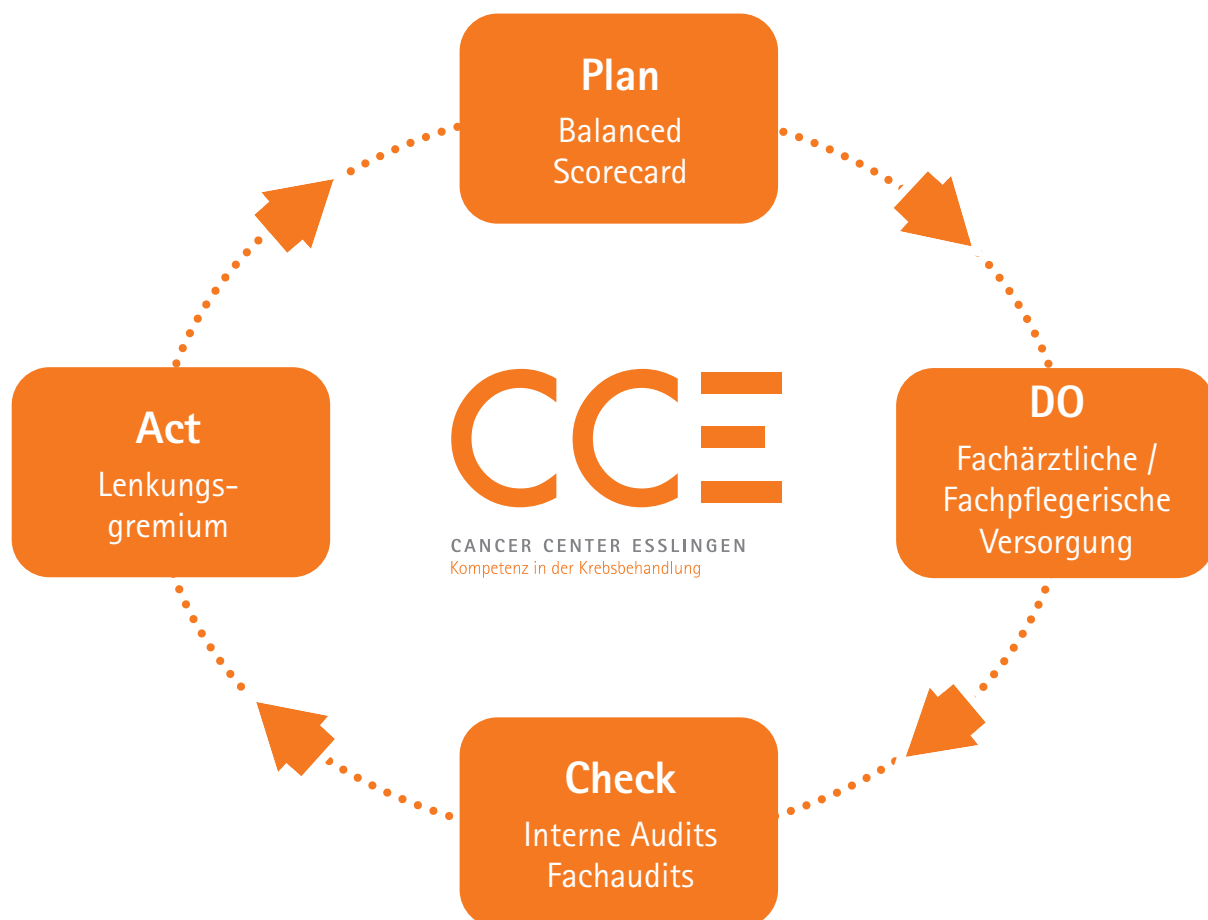 Plan
Balanced
Scorecard
DO
Fachärztliche /
Fachpflegerische
Versorgung
Check
Interne Audits
Fachaudits
Act
Lenkungs-
gremium
CCE
CANCER CENTER ESSLINGEN
Kompetenz in der Krebsbehandlung